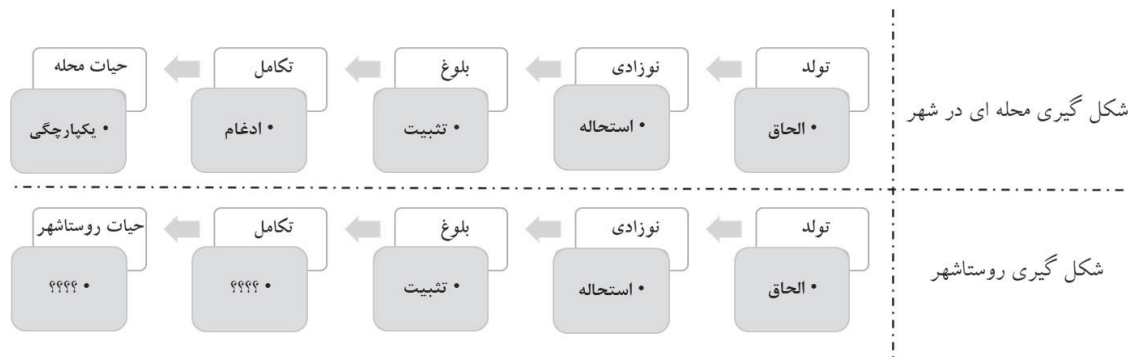 شکل گیری محله ای در شهر
تولد
• الحاق
نوزادی
• استحاله
بلوغ
• تثبیت
تکامل
• ادغام
حیات محله
• یکپارچگی
شکل گیری روستاشهر
تولد
• الحاق
نوزادی
• استحاله
بلوغ
• تثبیت
تکامل
• ؟؟؟؟
حیات روستاشهر
• ؟؟؟؟